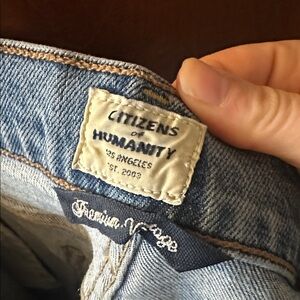 CITIZENS
of
HUMANITY
LOS ANGELES
EST. 2003
Premium Vintage